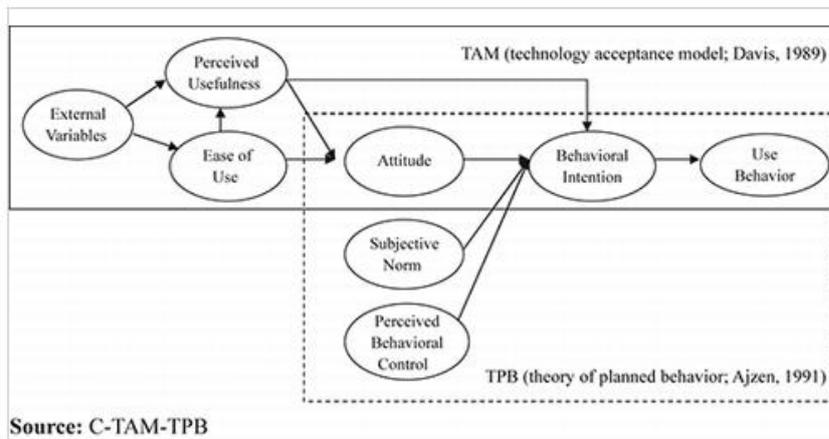 TAM (technology acceptance model; Davis, 1989)
Perceived
Usefulness
External
Variables
Ease of
Use
Attitude
Behavioral
Intention
Use
Behavior
Subjective
Norm
Perceived
Behavioral
Control
TPB (theory of planned behavior; Ajzen, 1991)
Source: C-TAM-TPB